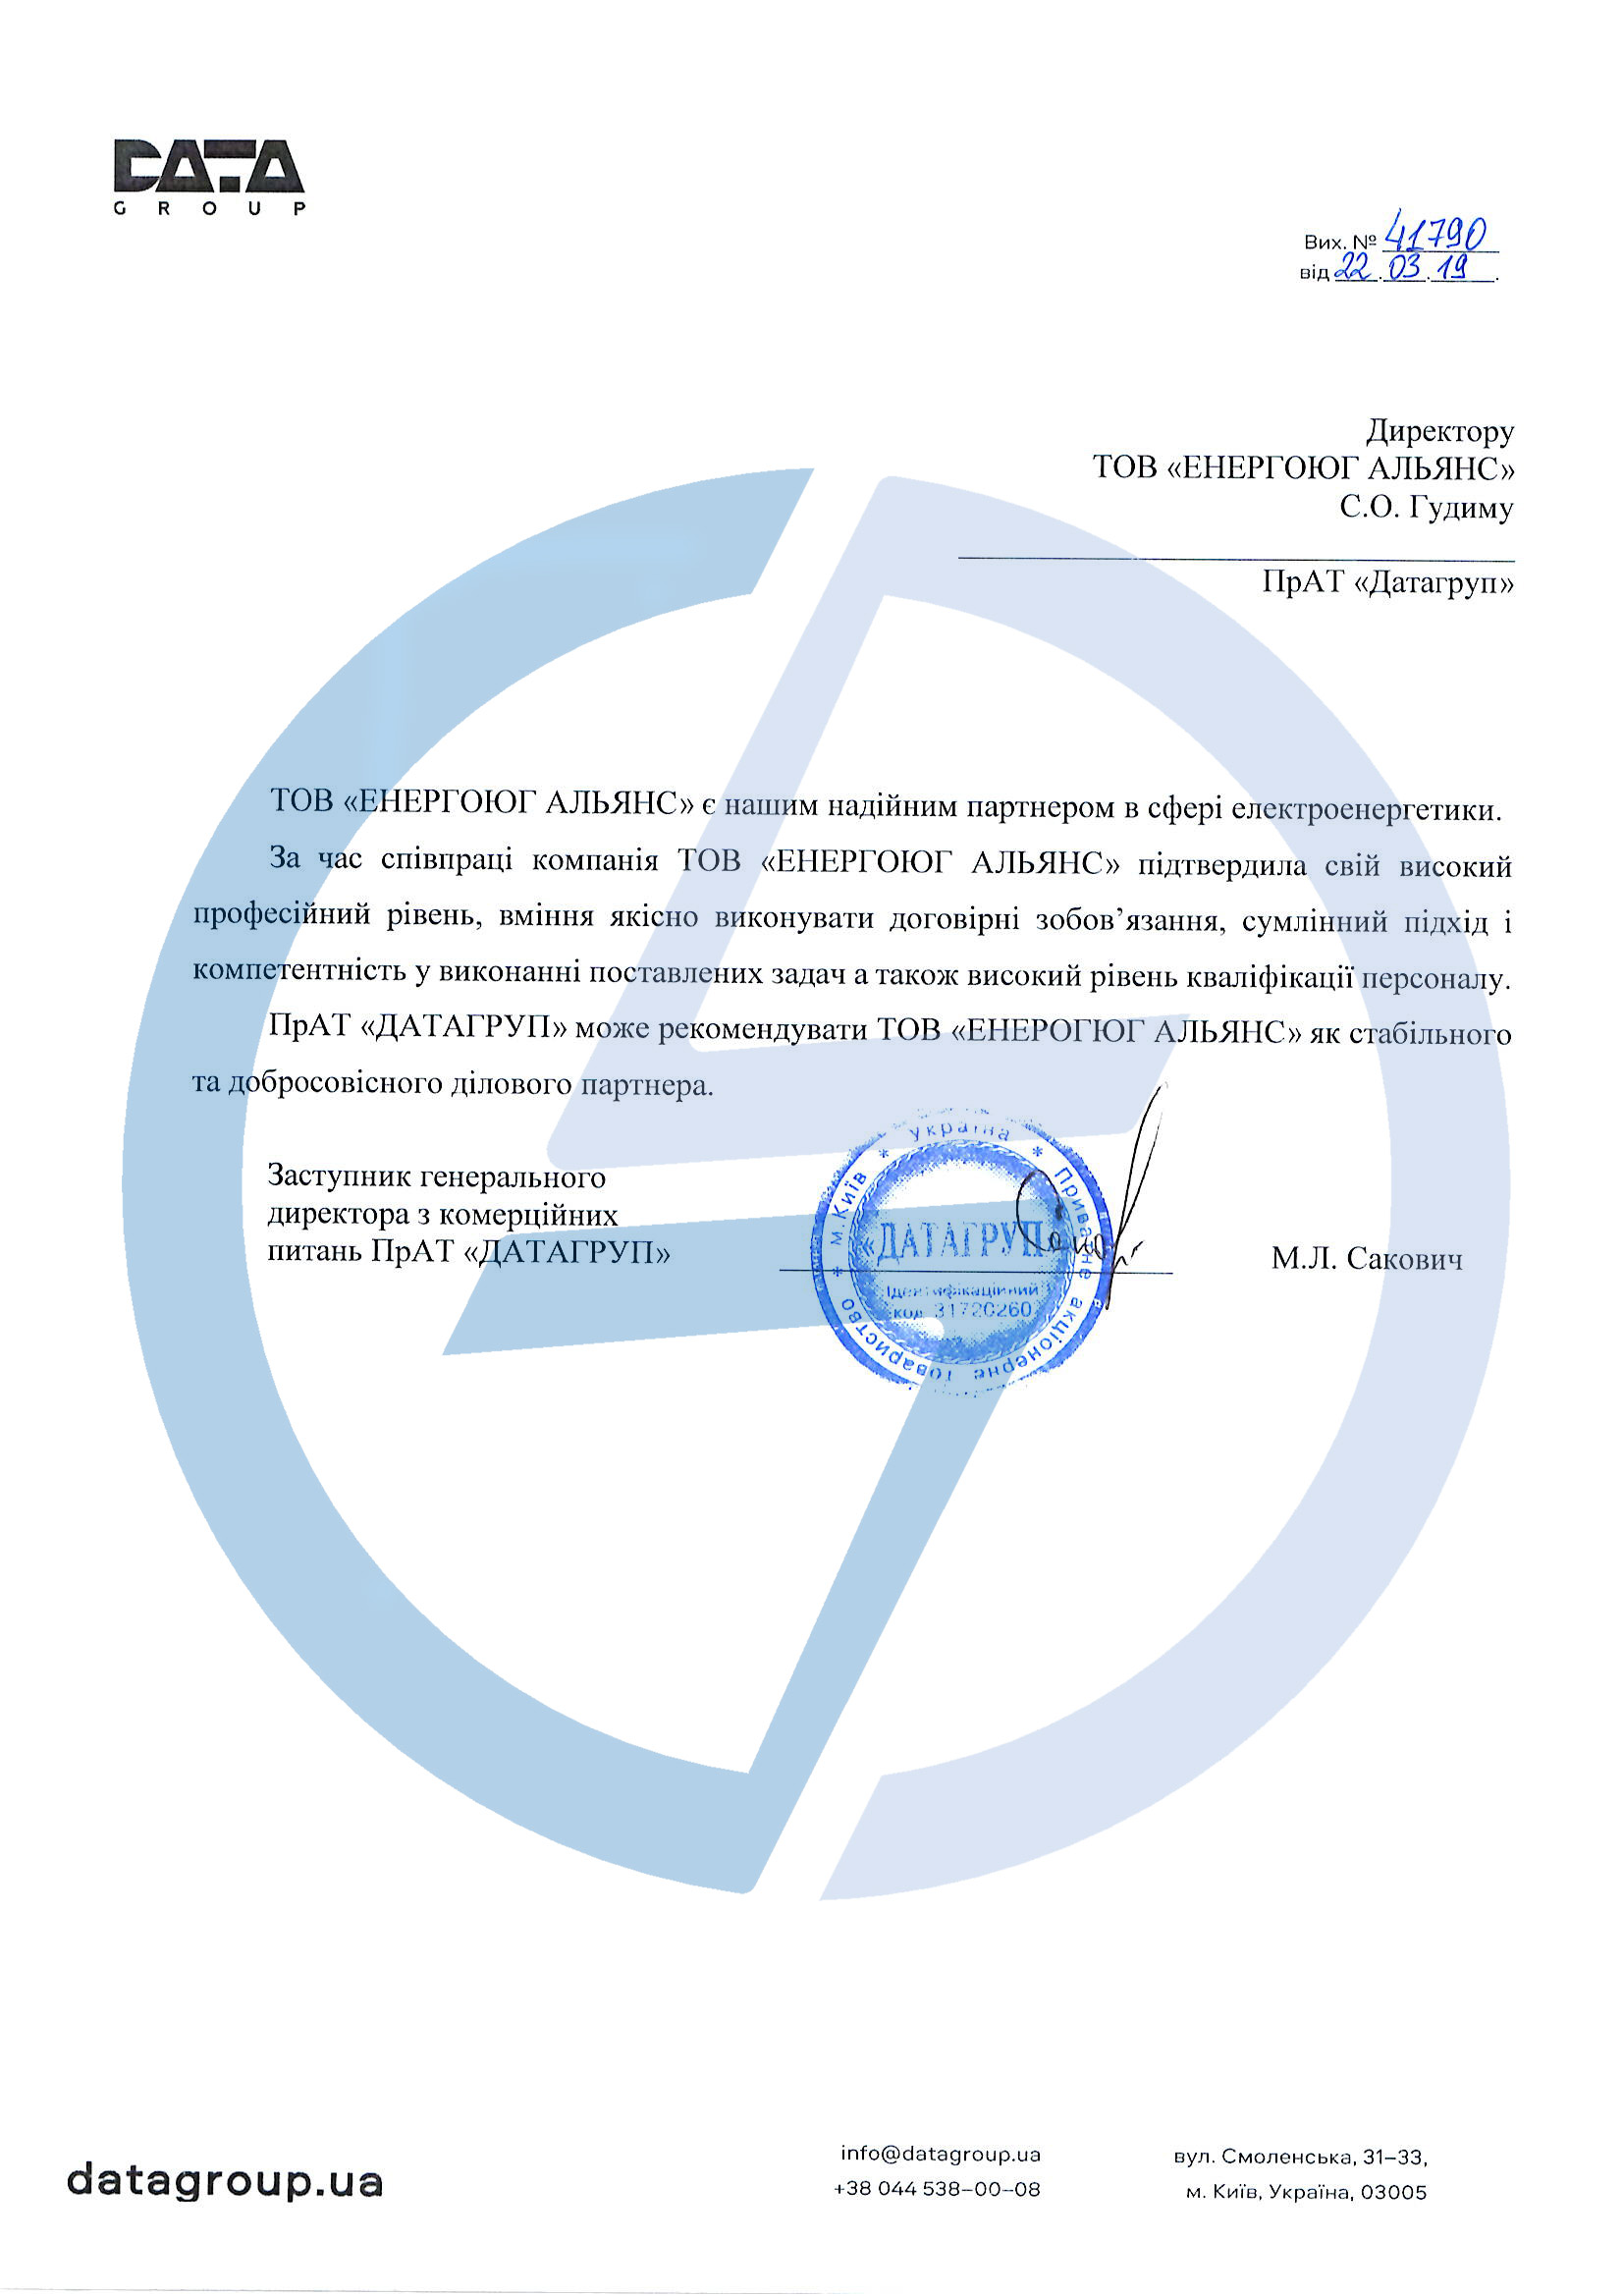 DATA
GROUP
Вих. № 41790
від 22.03.19.
Директору
ТОВ «ЕНЕРГОЮГ АЛЬЯНС»
С.О. Гудиму
ПрАТ «Датагруп»
ТОВ «ЕНЕРГОЮГ АЛЬЯНС» є нашим надійним партнером в сфері електроенергетики.
За час співпраці компанія ТОВ «ЕНЕРГОЮГ АЛЬЯНС» підтвердила свій високий
професійний рівень, вміння якісно виконувати договірні зобов’язання, сумлінний підхід і
компетентність у виконанні поставлених задач а також високий рівень кваліфікації персоналу.
ПрАТ «ДАТАГРУП» може рекомендувати ТОВ «ЕНЕРОГЮГ АЛЬЯНС» як стабільного
та добросовісного ділового партнера.
Заступник генерального
директора з комерційних
питань ПрАТ «ДАТАГРУП»
М.Л. Сакович
Україна * Приватне акціонерне товариство * м.Київ *
«ДАТАГРУП»
Ідентифікаційний
код 31720260
datagroup.ua
info@datagroup.ua
+38 044 538–00–08
вул. Смоленська, 31–33,
м. Київ, Україна, 03005